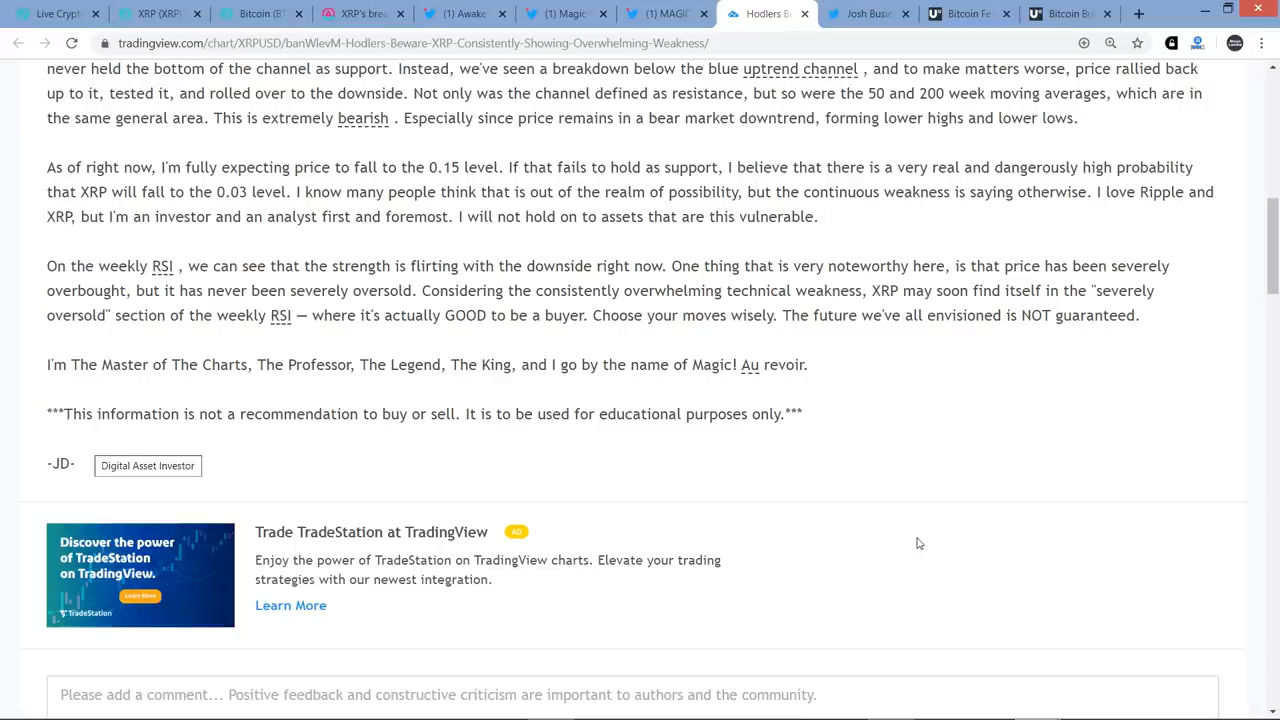 Live Crypto
XRP (XRP)
Bitcoin (BT
XRP's brea
(1) Awake
(1) Magic
(1) MAGIC
Hodlers Be
Josh Buso
Bitcoin Fe
Bitcoin Bu
tradingview.com/chart/XRPUSD/banWlevM-Hodlers-Beware-XRP-Consistently-Showing-Overwhelming-Weakness/
never held the bottom of the channel as support. Instead, we've seen a breakdown below the blue uptrend channel , and to make matters worse, price rallied back
up to it, tested it, and rolled over to the downside. Not only was the channel defined as resistance, but so were the 50 and 200 week moving averages, which are in
the same general area. This is extremely bearish . Especially since price remains in a bear market downtrend, forming lower highs and lower lows.
As of right now, I'm fully expecting price to fall to the 0.15 level. If that fails to hold as support, I believe that there is a very real and dangerously high probability
that XRP will fall to the 0.03 level. I know many people think that is out of the realm of possibility, but the continuous weakness is saying otherwise. I love Ripple and
XRP, but I'm an investor and an analyst first and foremost. I will not hold on to assets that are this vulnerable.
On the weekly RSI , we can see that the strength is flirting with the downside right now. One thing that is very noteworthy here, is that price has been severely
overbought, but it has never been severely oversold. Considering the consistently overwhelming technical weakness, XRP may soon find itself in the "severely
oversold" section of the weekly RSI — where it's actually GOOD to be a buyer. Choose your moves wisely. The future we've all envisioned is NOT guaranteed.
I'm The Master of The Charts, The Professor, The Legend, The King, and I go by the name of Magic! Au revoir.
***This information is not a recommendation to buy or sell. It is to be used for educational purposes only.***
-JD- Digital Asset Investor
Discover the power
of TradeStation
on TradingView.
Learn More
TradeStation
Trade TradeStation at TradingView AD
Enjoy the power of TradeStation on TradingView charts. Elevate your trading
strategies with our newest integration.
Learn More
Please add a comment... Positive feedback and constructive criticism are important to authors and the community.